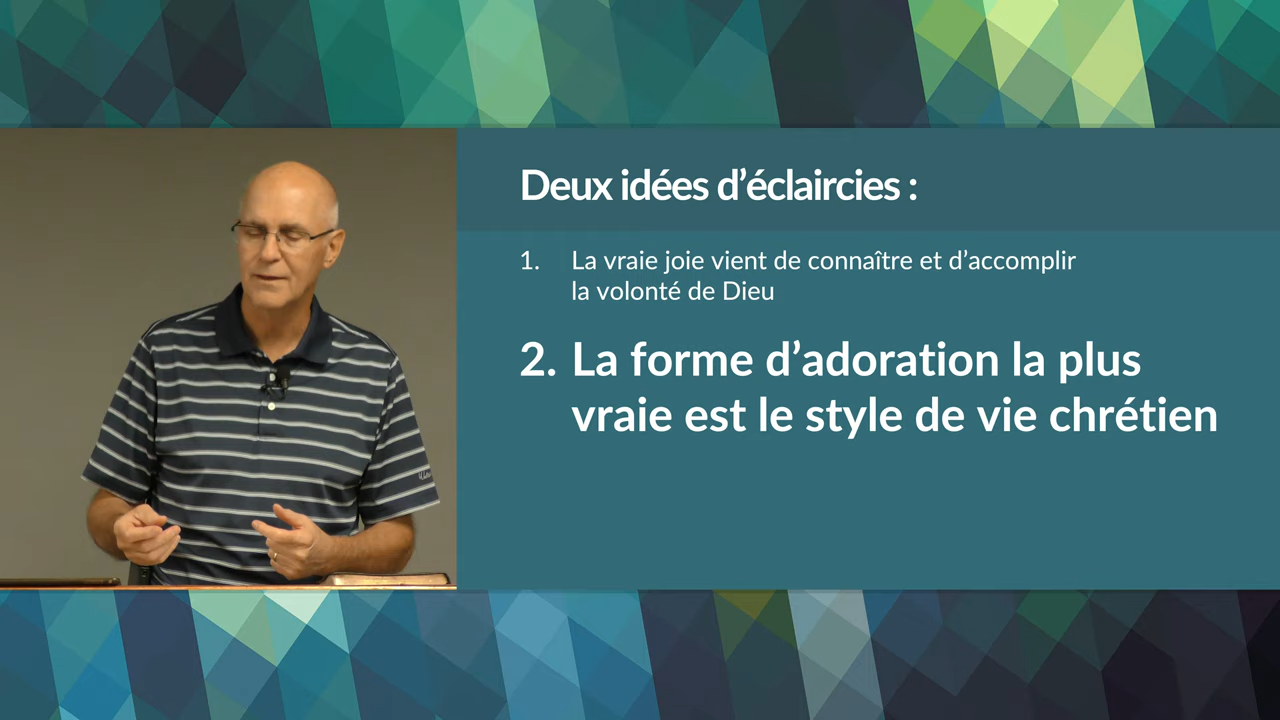 Deux idées d’éclaircies :
1. La vraie joie vient de connaître et d’accomplir
la volonté de Dieu
2. La forme d’adoration la plus
vraie est le style de vie chrétien